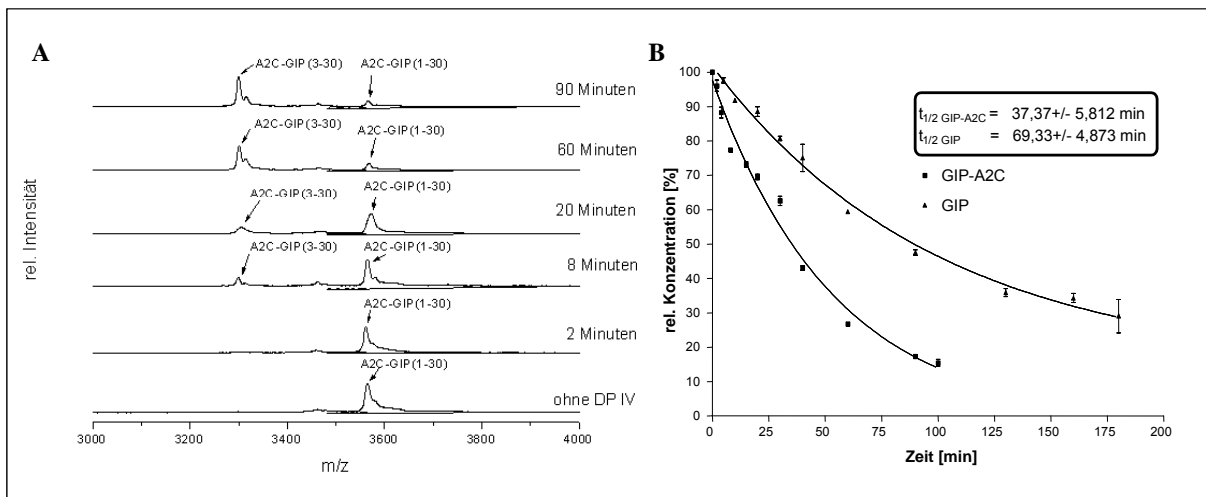 A
A2C-GIP (3-30)
A2C-GIP(1-30)
90 Minuten
A2C-GIP (3-30)
A2C-GIP(1-30)
60 Minuten
A2C-GIP (3-30)
A2C-GIP(1-30)
20 Minuten
A2C-GIP (3-30)
A2C-GIP(1-30)
8 Minuten
A2C-GIP(1-30)
2 Minuten
A2C-GIP(1-30)
ohne DP IV
rel. Intensität
3000 3200 3400 3600 3800 4000
m/z
B
100
90
80
70
60
50
40
30
20
10
0
rel. Konzentration [%]
t1/2 GIP-A2C = 37,37+/- 5,812 min
t1/2 GIP = 69,33+/- 4,873 min
GIP-A2C
GIP
0 25 50 75 100 125 150 175 200
Zeit [min]